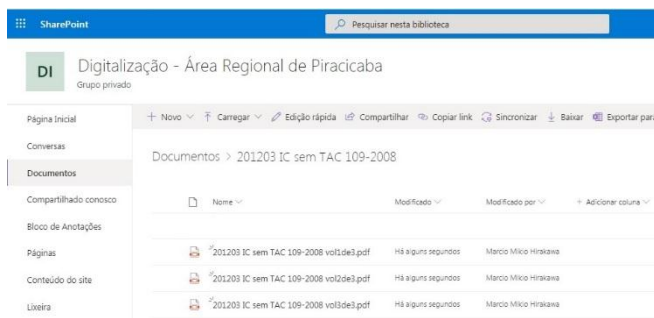 SharePoint
Pesquisar nesta biblioteca
DI
Digitalização - Área Regional de Piracicaba
Grupo privado
Página Inicial
Conversas
Documentos
Compartilhado conosco
Bloco de Anotações
Páginas
Conteúdo do site
Lixeira
+ Novo Carregar Edição rápida Compartilhar Copiar link Sincronizar Baixar Exportar para
Documentos > 201203 IC sem TAC 109-2008
Nome Modificado Modificado por + Adicionar coluna
201203 IC sem TAC 109-2008 vol1de3.pdf Há alguns segundos Marcio Mikio Hirakawa
201203 IC sem TAC 109-2008 vol2de3.pdf Há alguns segundos Marcio Mikio Hirakawa
201203 IC sem TAC 109-2008 vol3de3.pdf Há alguns segundos Marcio Mikio Hirakawa